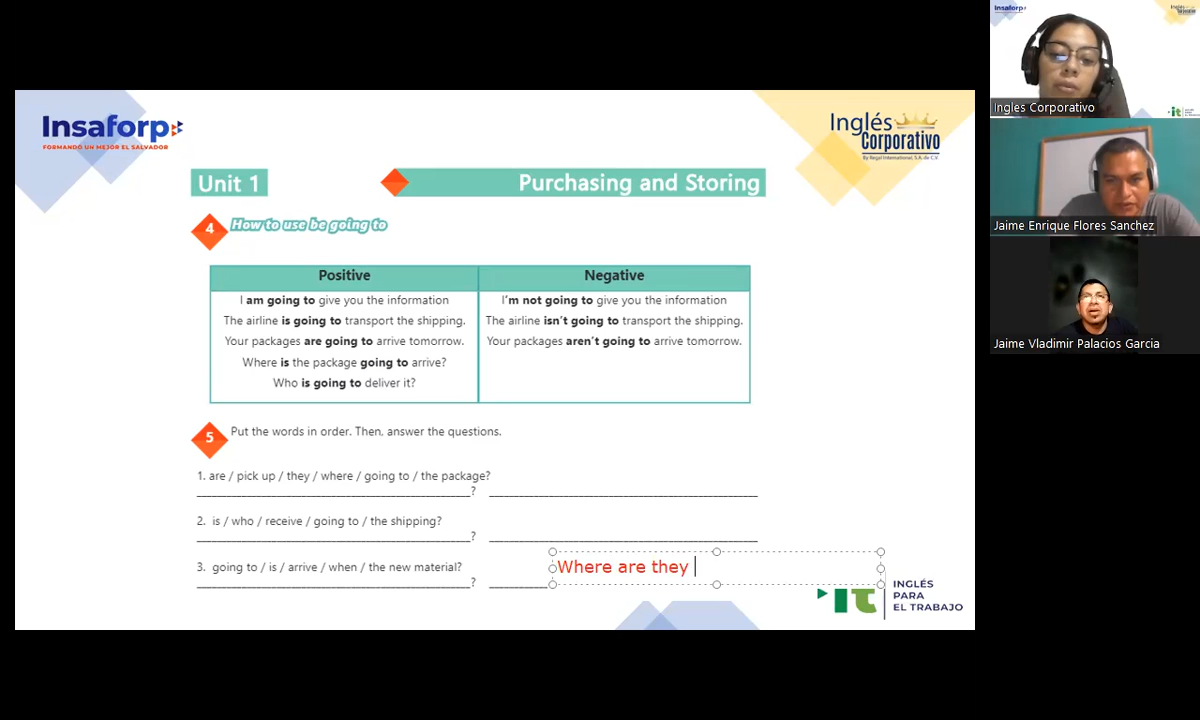 Insaforp
FORMANDO UN MEJOR EL SALVADOR
Inglés
Corporativo
By Regal International, S.A. de C.V.
Unit 1
Purchasing and Storing
4
How to use be going to
Positive
Negative
I am going to give you the information
The airline is going to transport the shipping.
Your packages are going to arrive tomorrow.
Where is the package going to arrive?
Who is going to deliver it?
I'm not going to give you the information
The airline isn't going to transport the shipping.
Your packages aren't going to arrive tomorrow.
5
Put the words in order. Then, answer the questions.
1. are / pick up / they / where / going to / the package?
?
2. is / who / receive / going to / the shipping?
?
3. going to / is / arrive / when / the new material?
?
Where are they
it
INGLÉS
PARA
EL TRABAJO
Insaforp
it
Ingles Corporativo
Jaime Enrique Flores Sanchez
Jaime Vladimir Palacios Garcia